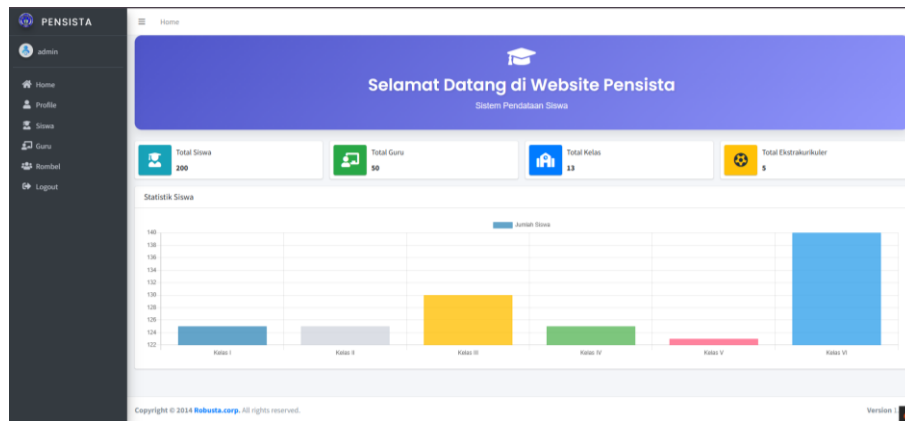 PENSISTA
Home
admin
Home
Profile
Siswa
Guru
Rombel
Logout
Selamat Datang di Website Pensista
Sistem Pendataan Siswa
Total Siswa
200
Total Guru
50
Total Kelas
13
Total Ekstrakurikuler
5
Statistik Siswa
Jumlah Siswa
140
138
136
134
132
130
128
126
124
122
Kelas I
Kelas II
Kelas III
Kelas IV
Kelas V
Kelas VI
Copyright © 2014 Robusta.corp. All rights reserved.
Version